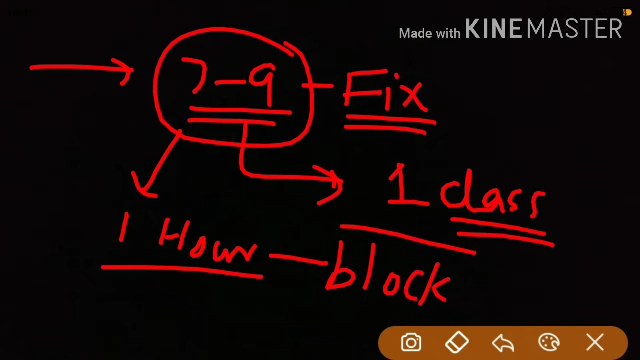 Made with KINEMASTER
7-9 - Fix
1 class
1 Hour - block